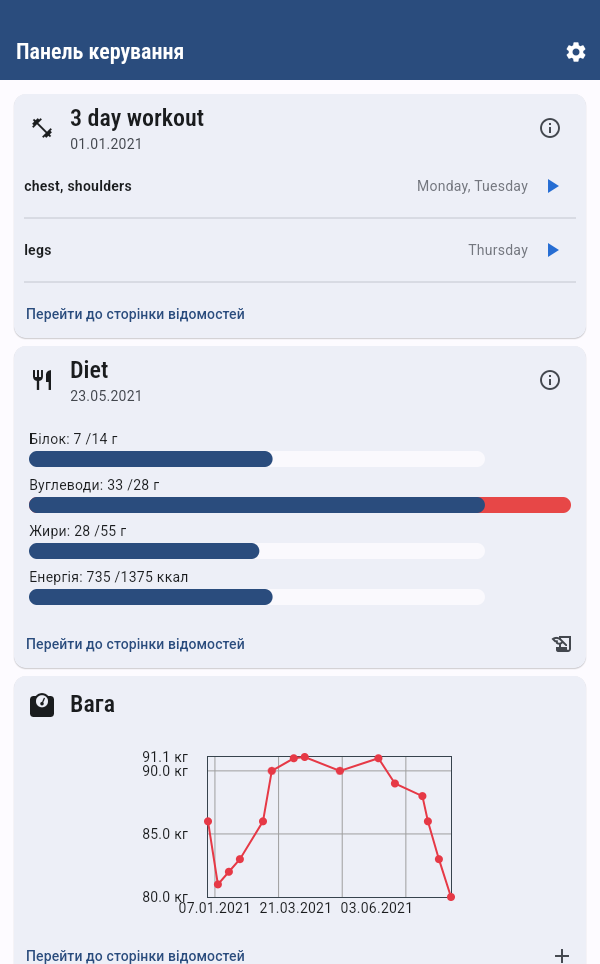 Панель керування
3 day workout
01.01.2021
chest, shoulders Monday, Tuesday
legs Thursday
Перейти до сторінки відомостей
Diet
23.05.2021
Білок: 7 /14 г
Вуглеводи: 33 /28 г
Жири: 28 /55 г
Енергія: 735 /1375 ккал
Перейти до сторінки відомостей
Вага
91.1 кг
90.0 кг
85.0 кг
80.0 кг
07.01.2021 21.03.2021 03.06.2021
Перейти до сторінки відомостей